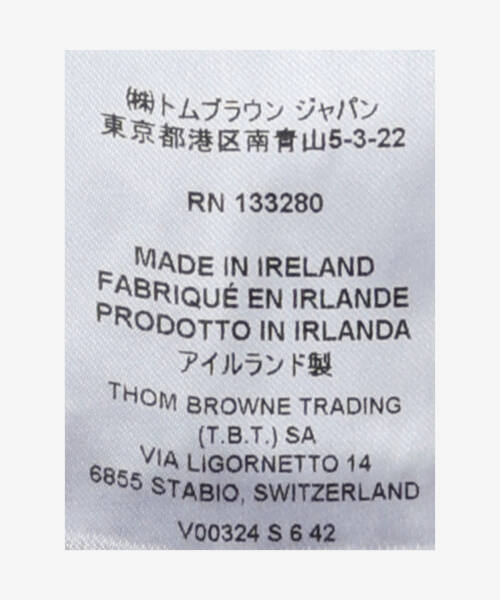 (株)トムブラウン ジャパン
東京都港区南青山5-3-22
RN 133280
MADE IN IRELAND
FABRIQUÉ EN IRLANDE
PRODOTTO IN IRLANDA
アイルランド製
THOM BROWNE TRADING
(T.B.T.) SA
VIA LIGORNETTO 14
6855 STABIO, SWITZERLAND
V00324 S 6 42